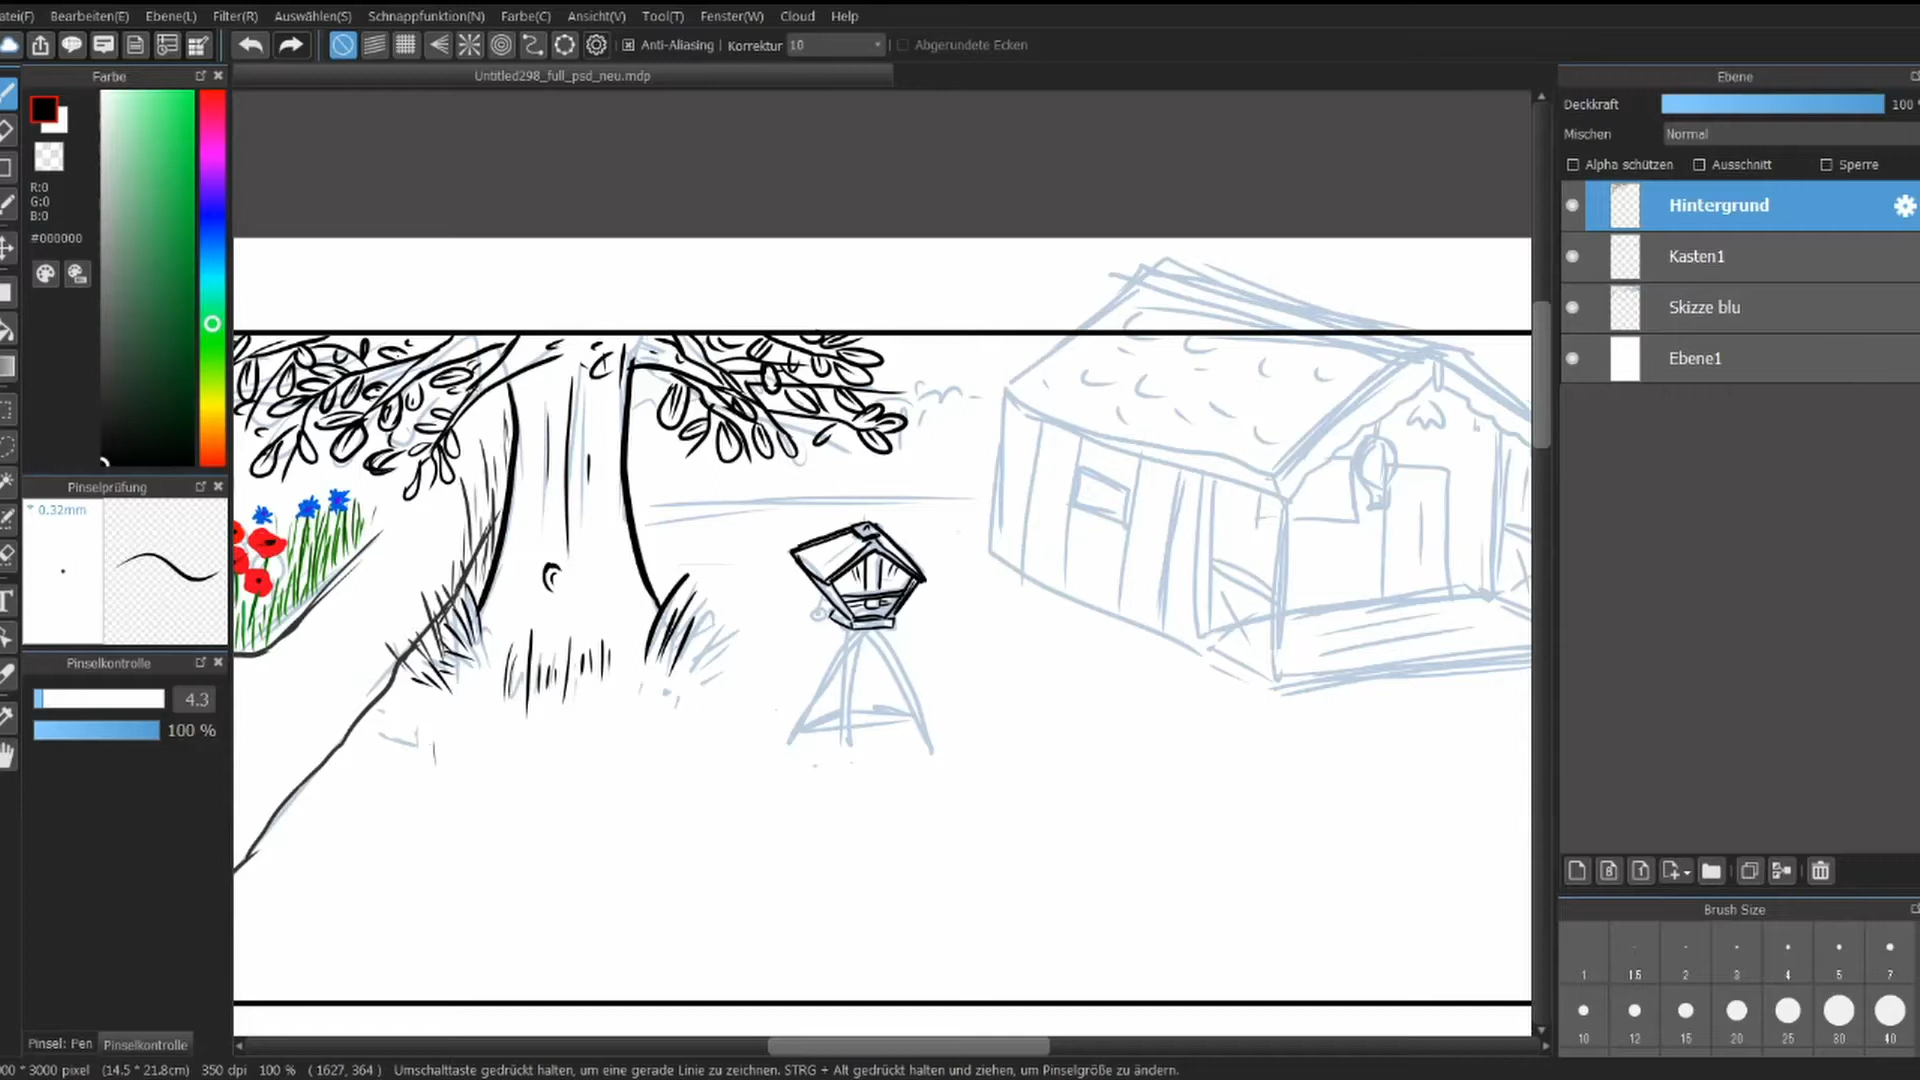 atei(F) Bearbeiten(E) Ebene(L) Filter(R) Auswählen(S) Schnappfunktion(N) Farbe(C) Ansicht(V) Tool(T) Fenster(W) Cloud Help
Anti-Aliasing Korrektur 10 Abgerundete Ecken
Farbe
Untitled298_full_psd_neu.mdp
Ebene
Deckkraft 100 %
Mischen Normal
Alpha schützen Ausschnitt Sperre
R:0
G:0
B:0
#000000
Hintergrund
Kasten1
Skizze blu
Ebene1
Pinselprüfung
* 0.32mm
Pinselkontrolle
4.3
100 %
Brush Size
1 1.5 2 3 4 5 7
10 12 15 20 25 30 40
Pinsel: Pen Pinselkontrolle
00 * 3000 pixel (14.5 * 21.8cm) 350 dpi 100 % ( 1627, 364 ) Umschalttaste gedrückt halten, um eine gerade Linie zu zeichnen. STRG + Alt gedrückt halten und ziehen, um Pinselgröße zu ändern.